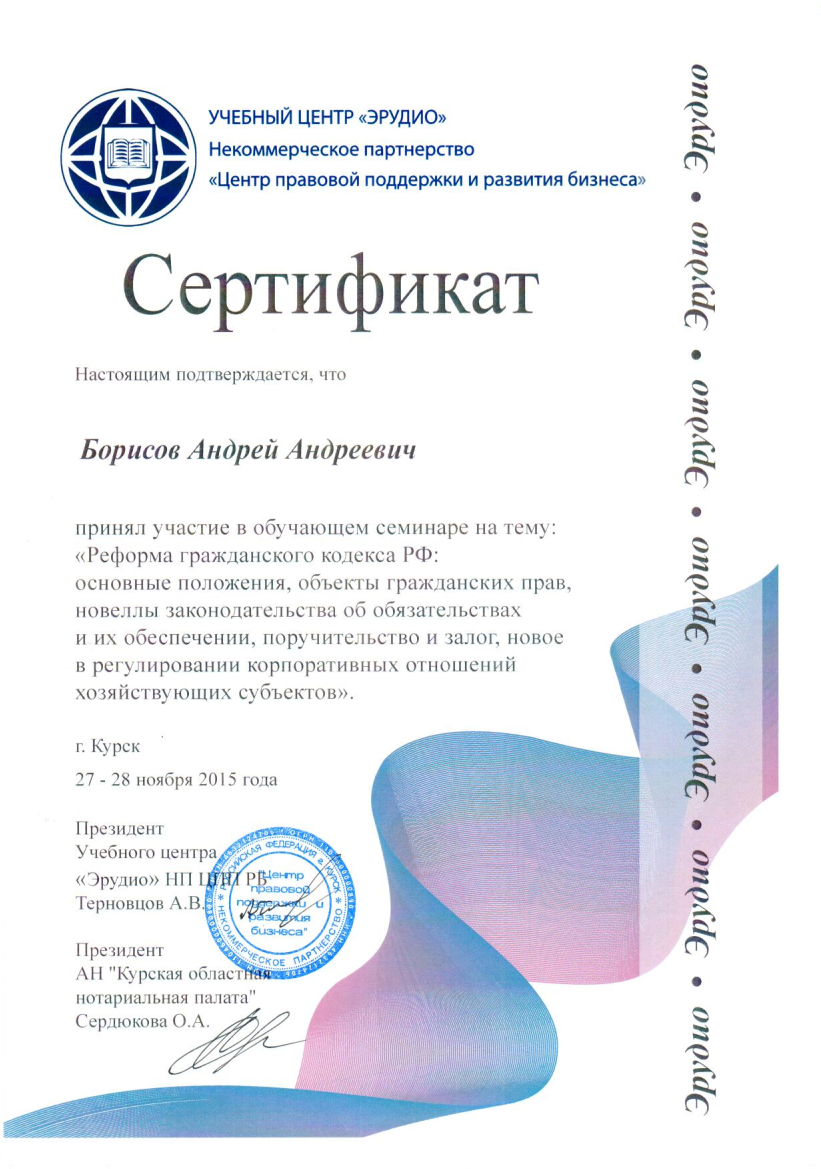 УЧЕБНЫЙ ЦЕНТР «ЭРУДИО»
Некоммерческое партнерство
«Центр правовой поддержки и развития бизнеса»
Сертификат
Настоящим подтверждается, что
Борисов Андрей Андреевич
принял участие в обучающем семинаре на тему:
«Реформа гражданского кодекса РФ:
основные положения, объекты гражданских прав,
новеллы законодательства об обязательствах
и их обеспечении, поручительство и залог, новое
в регулировании корпоративных отношений
хозяйствующих субъектов».
г. Курск
27 - 28 ноября 2015 года
Президент
Учебного центра
«Эрудио» НП ЦПП РБ
Терновцов А.В.
Президент
АН "Курская областная
нотариальная палата"
Сердюкова О.А.
РОССИЙСКАЯ ФЕДЕРАЦИЯ г. КУРСК
НЕКОММЕРЧЕСКОЕ ПАРТНЕРСТВО
"Центр
правовой
поддержки и
развития
бизнеса"
Эрудио • Эрудио • Эрудио • Эрудио • Эрудио • Эрудио • Эрудио